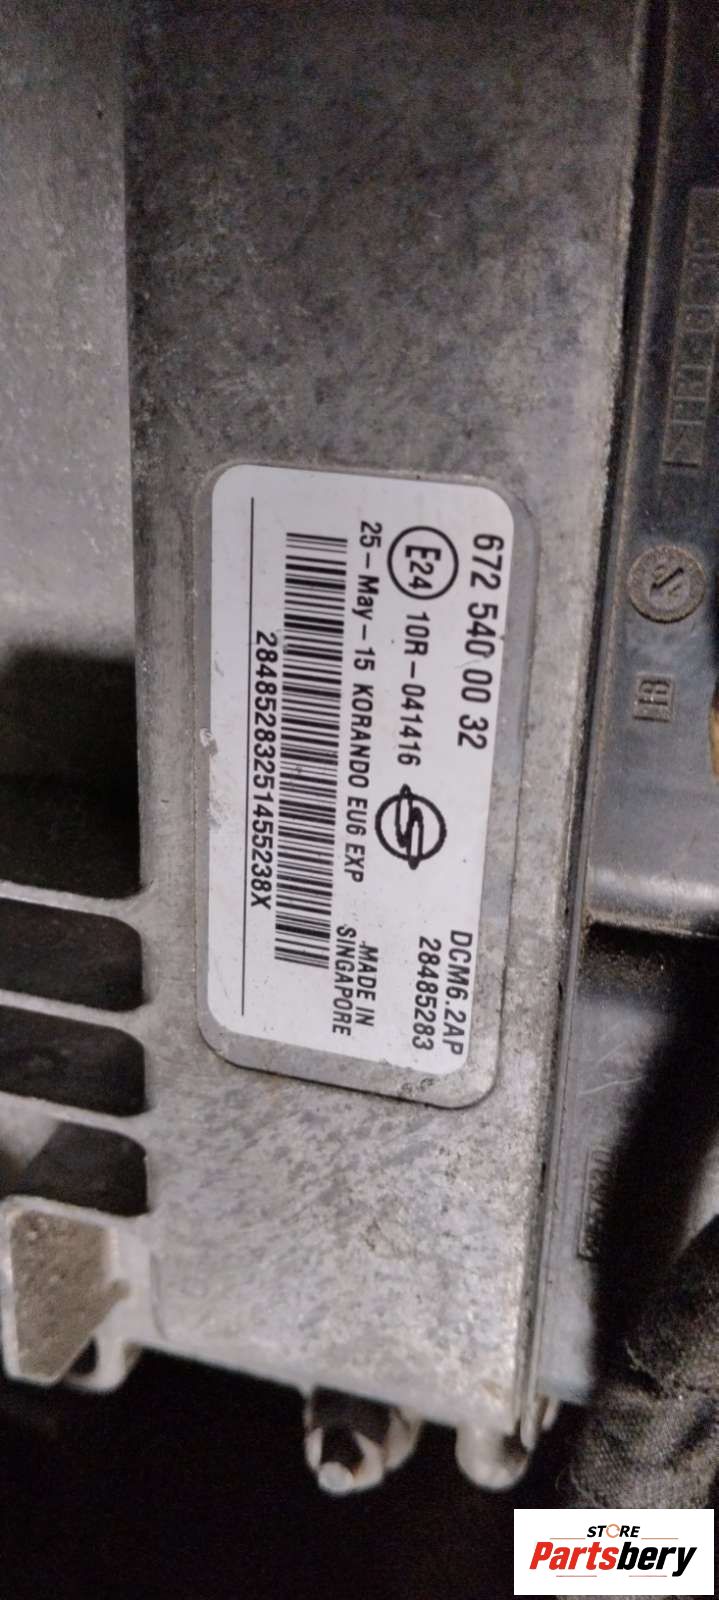 672 540 00 32
DCM6.2AP
E24 10R-041416
28485283
25-May-15 KORANDO EU6 EXP
MADE IN
SINGAPORE
28485283251455238X
STORE
Partsbery